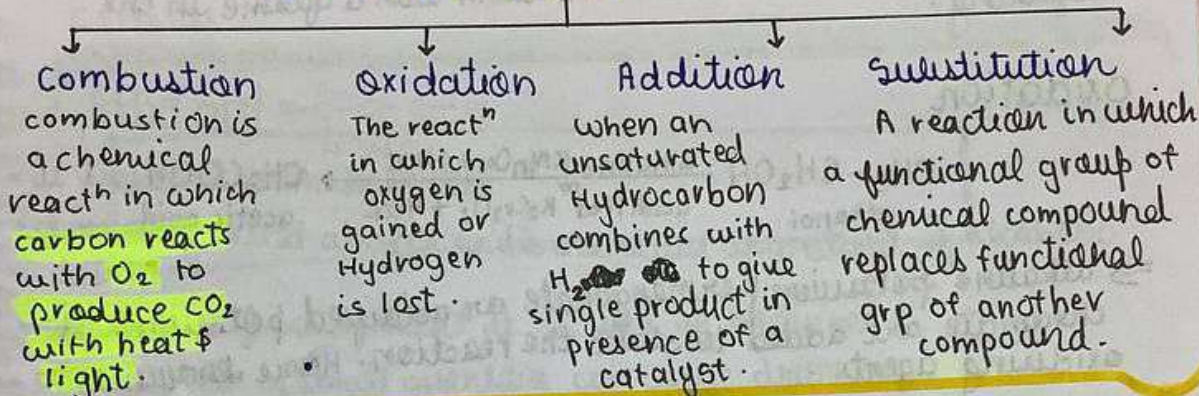 Combustion
combustion is
a chemical
reactⁿ in which
carbon reacts
with O₂ to
produce CO₂
with heat $
light.
Oxidation
The reactⁿ
in which
oxygen is
gained or
Hydrogen
is lost.
Addition
when an
unsaturated
Hydrocarbon
combines with
H₂ to give
single product in
presence of a
catalyst.
Substitution
A reaction in which
a functional group of
chemical compound
replaces functional
grp of another
compound.